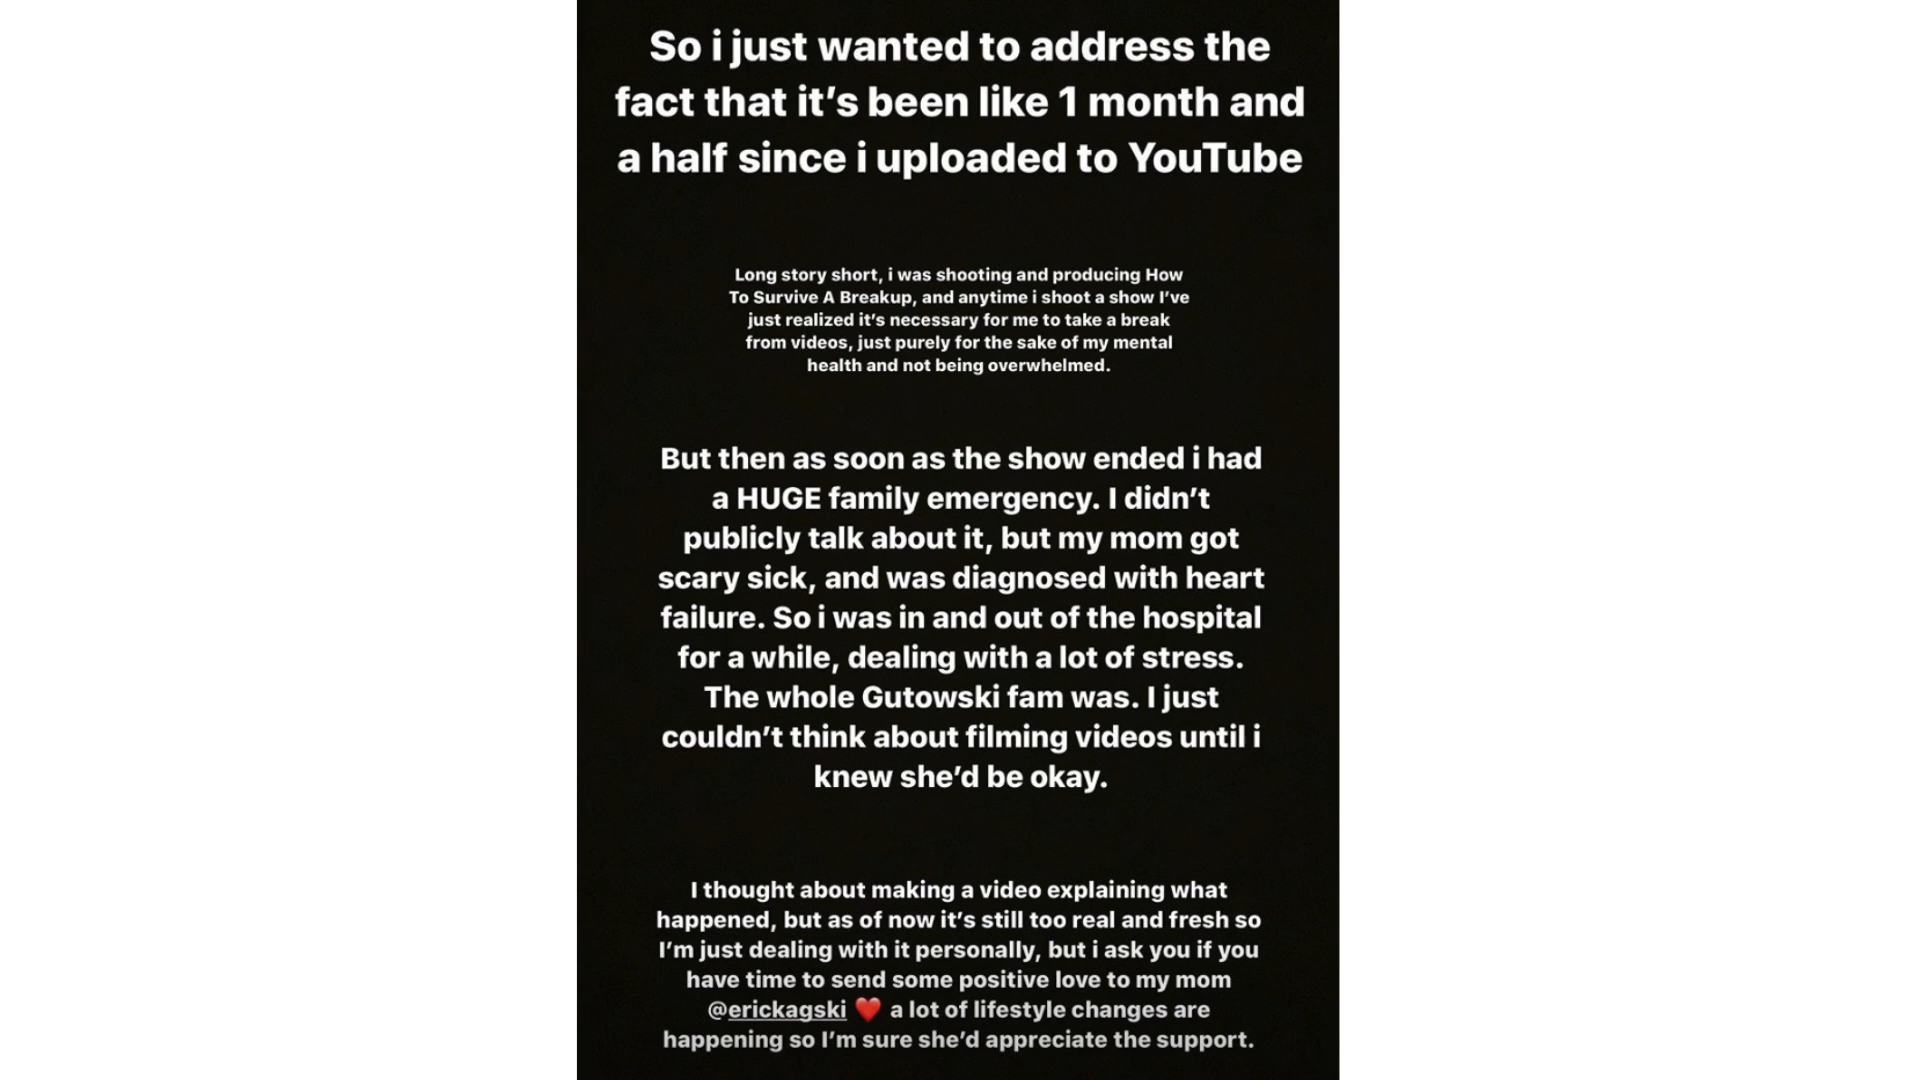 So i just wanted to address the
fact that it’s been like 1 month and
a half since i uploaded to YouTube
Long story short, i was shooting and producing How
To Survive A Breakup, and anytime i shoot a show I’ve
just realized it’s necessary for me to take a break
from videos, just purely for the sake of my mental
health and not being overwhelmed.
But then as soon as the show ended i had
a HUGE family emergency. I didn’t
publicly talk about it, but my mom got
scary sick, and was diagnosed with heart
failure. So i was in and out of the hospital
for a while, dealing with a lot of stress.
The whole Gutowski fam was. I just
couldn’t think about filming videos until i
knew she’d be okay.
I thought about making a video explaining what
happened, but as of now it’s still too real and fresh so
I’m just dealing with it personally, but i ask you if you
have time to send some positive love to my mom
@erickagski ❤️ a lot of lifestyle changes are
happening so I’m sure she’d appreciate the support.